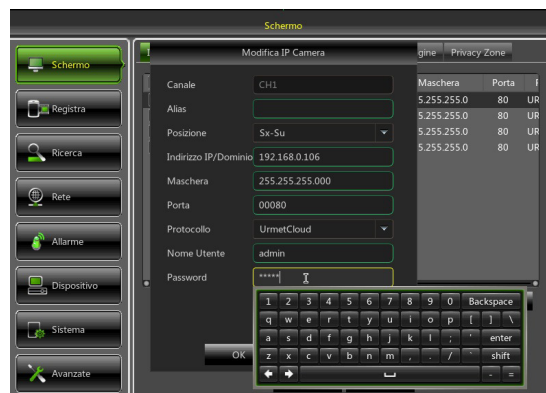 Schermo
Schermo
Registra
Ricerca
Rete
Allarme
Dispositivo
Sistema
Avanzate
Modifica IP Camera
gine Privacy Zone
Canale CH1
Alias
Posizione Sx-Su
Indirizzo IP/Dominio 192.168.0.106
Maschera 255.255.255.000
Porta 00080
Protocollo UrmetCloud
Nome Utente admin
Password *****
OK
Maschera Porta F
5.255.255.0 80 UR
5.255.255.0 80 UR
5.255.255.0 80 UR
5.255.255.0 80 UR
1 2 3 4 5 6 7 8 9 0 Backspace
q w e r t y u i o p [ ] \
a s d f g h j k l ; ' enter
z x c v b n m , . / ` shift
- =